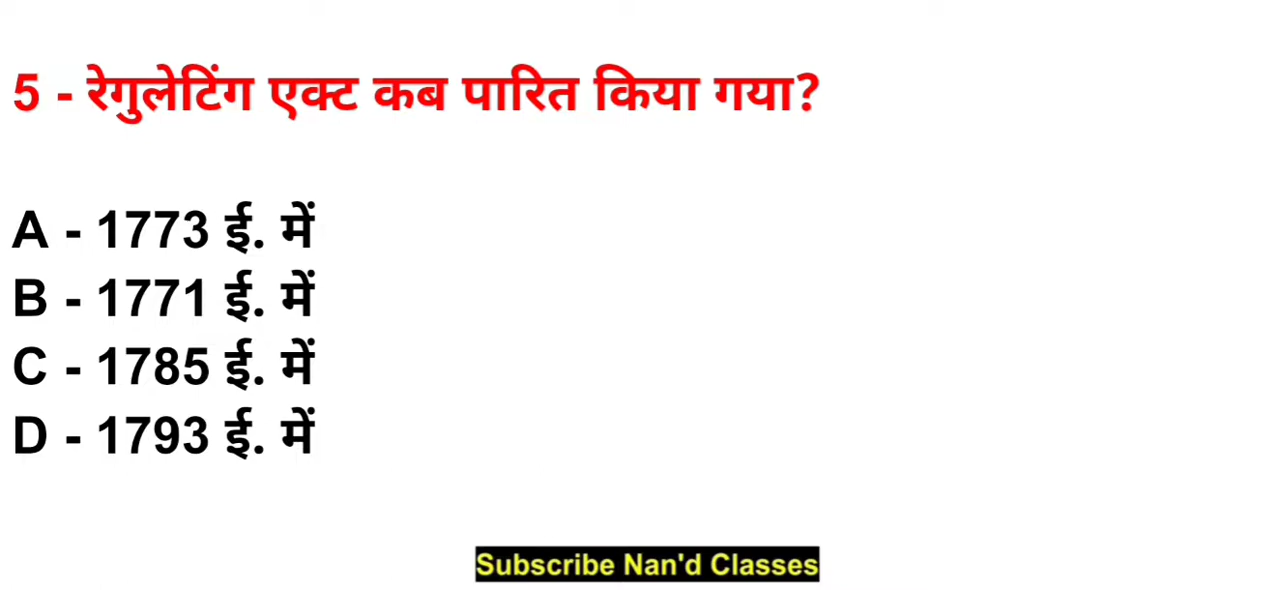 5 - रेगुलेटिंग एक्ट कब पारित किया गया?
A - 1773 ई. में
B - 1771 ई. में
C - 1785 ई. में
D - 1793 ई. में
Subscribe Nan'd Classes